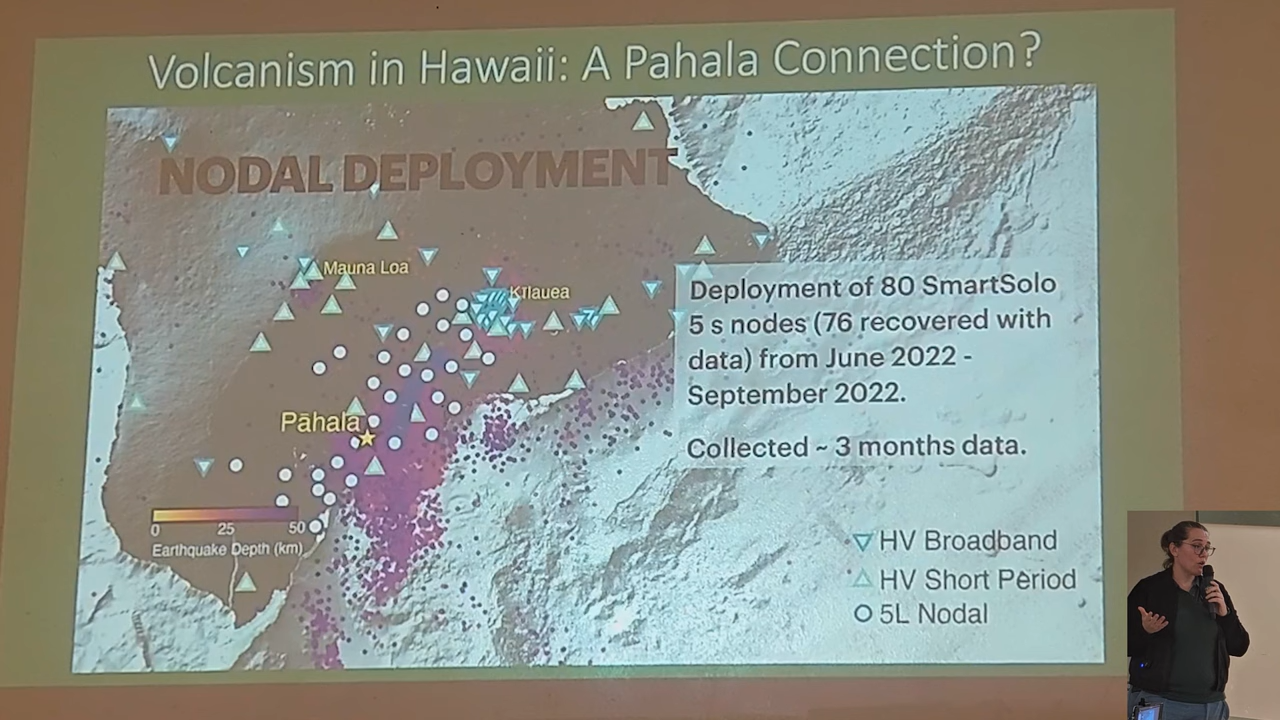 Volcanism in Hawaii: A Pahala Connection?
NODAL DEPLOYMENT
Mauna Loa
Kīlauea
Deployment of 80 SmartSolo
5 s nodes (76 recovered with
data) from June 2022 -
September 2022.
Pāhala
Collected ~ 3 months data.
0 25 50
Earthquake Depth (km)
HV Broadband
HV Short Period
5L Nodal